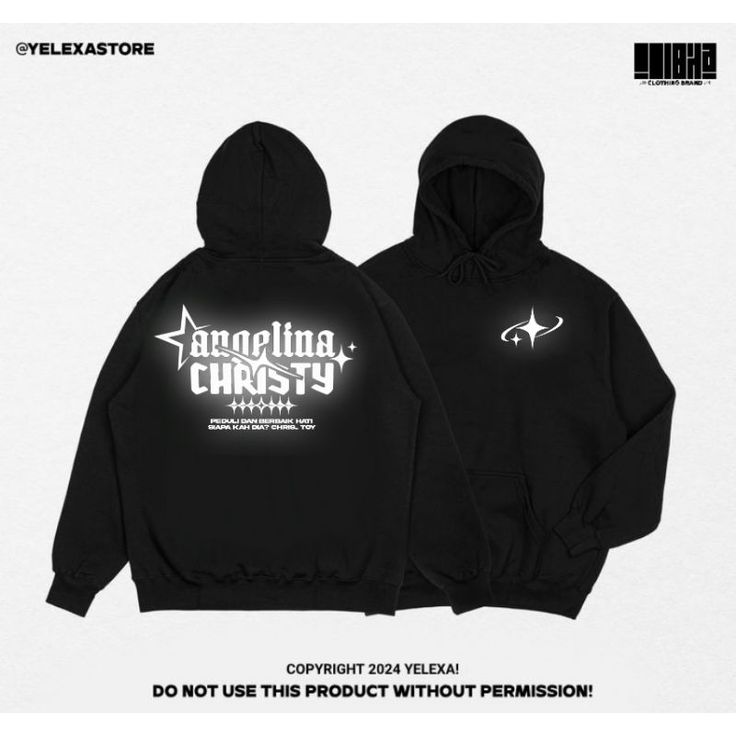 @YELEXASTORE
CLOTHING BRAND
angelina
CHRISTY
PEDULI DAN BERBAIK HATI
SIAPA KAH DIA? CHRIS.. TOY
COPYRIGHT 2024 YELEXA!
DO NOT USE THIS PRODUCT WITHOUT PERMISSION!